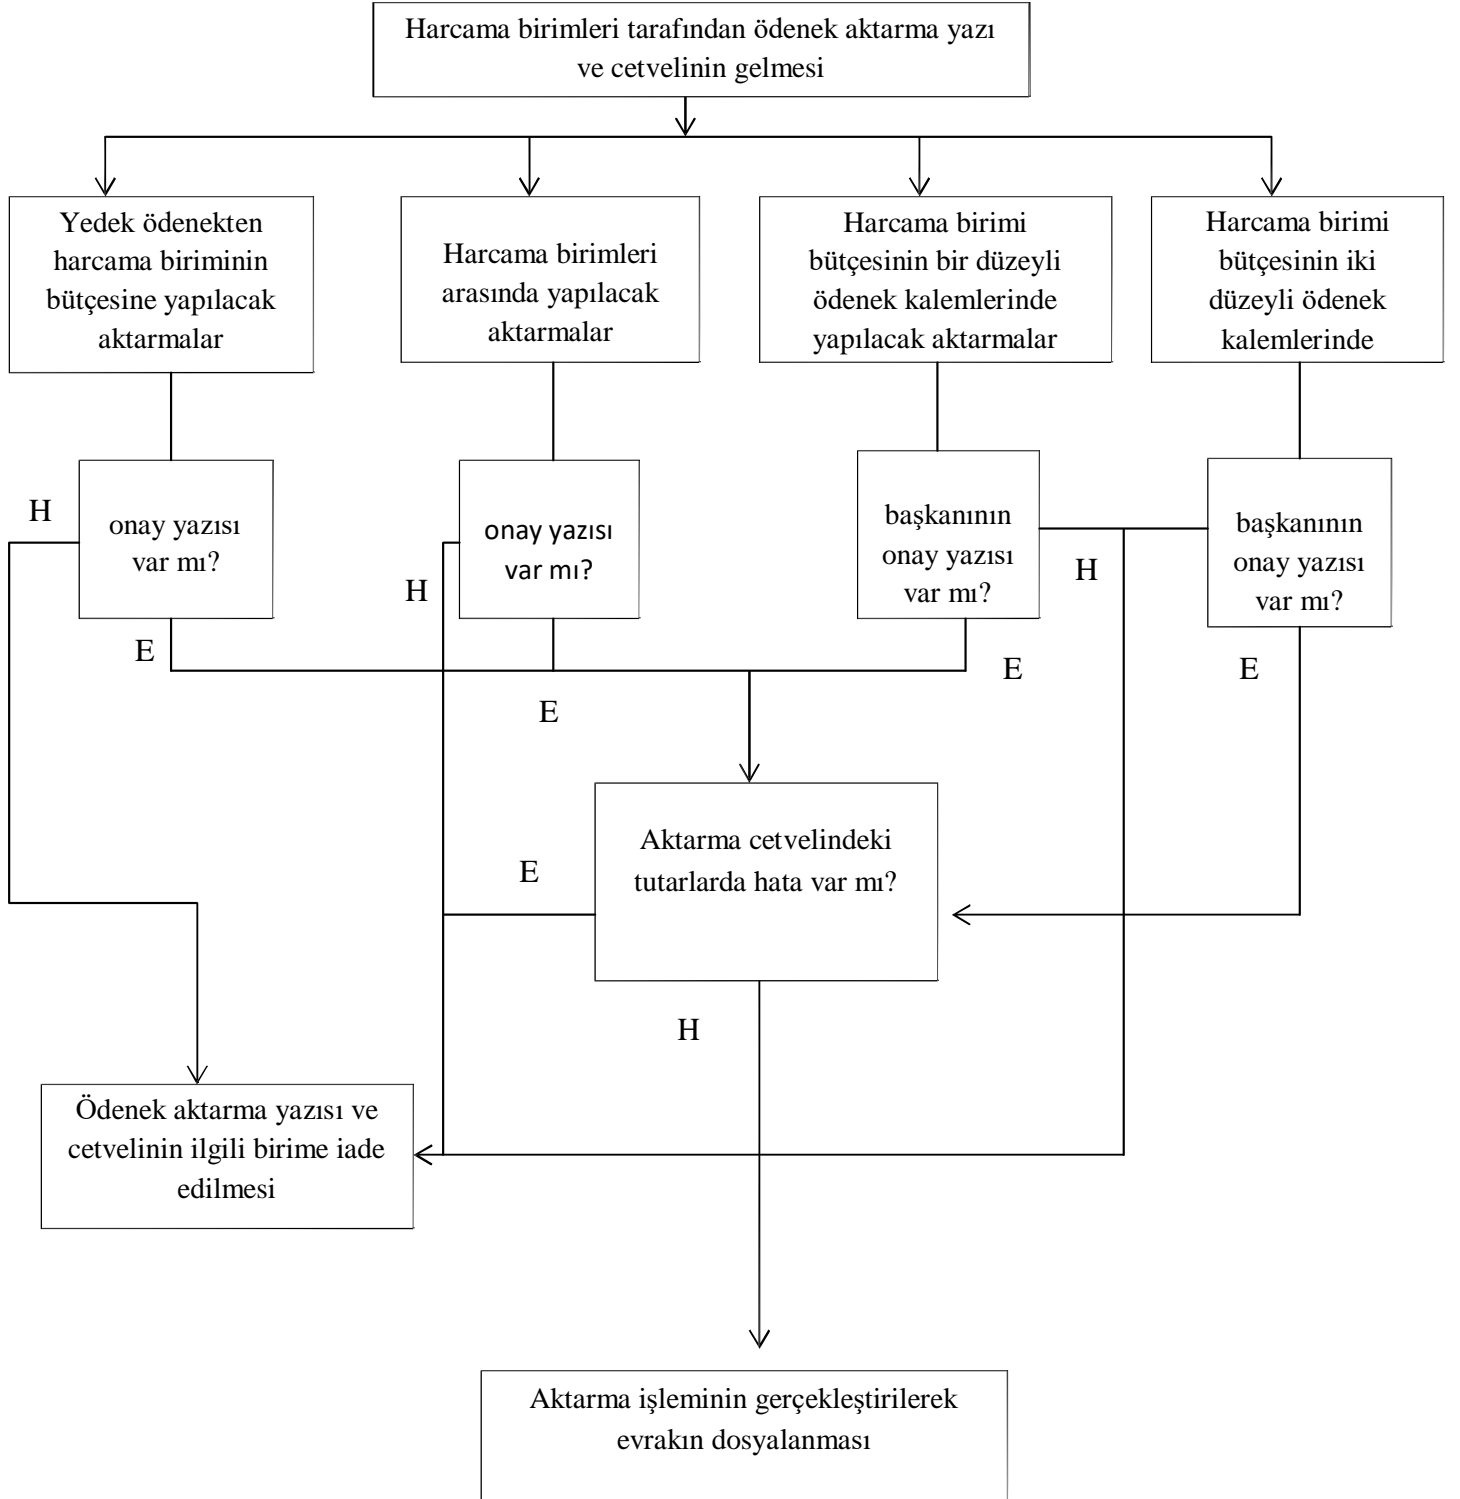 Harcama birimleri tarafından ödenek aktarma yazı
ve cetvelinin gelmesi
Yedek ödenekten
harcama biriminin
bütçesine yapılacak
aktarmalar
Harcama birimleri
arasında yapılacak
aktarmalar
Harcama birimi
bütçesinin bir düzeyli
ödenek kalemlerinde
yapılacak aktarmalar
Harcama birimi
bütçesinin iki
düzeyli ödenek
kalemlerinde
H
onay yazısı
var mı?
E
onay yazısı
var mı?
H
E
başkanının
onay yazısı
var mı?
H
E
başkanının
onay yazısı
var mı?
E
Aktarma cetvelindeki
tutarlarda hata var mı?
E
H
Ödenek aktarma yazısı ve
cetvelinin ilgili birime iade
edilmesi
Aktarma işleminin gerçekleştirilerek
evrakın dosyalanması